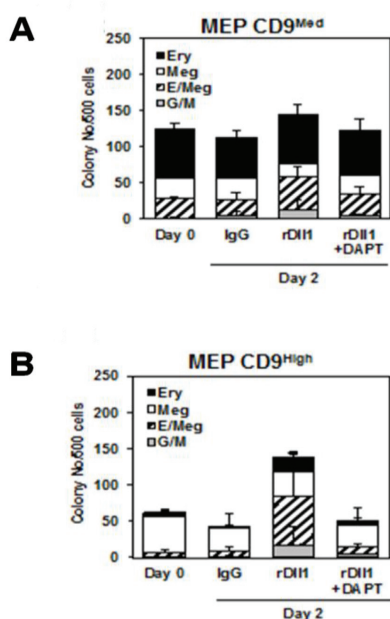 A
MEP CD9Med
Colony No/500 cells
250
200
150
100
50
0
Ery
Meg
E/Meg
G/M
Day 0
IgG
rDll1
rDll1
+DAPT
Day 2
B
MEP CD9High
Colony No/500 cells
250
200
150
100
50
0
Ery
Meg
E/Meg
G/M
Day 0
IgG
rDll1
rDll1
+DAPT
Day 2